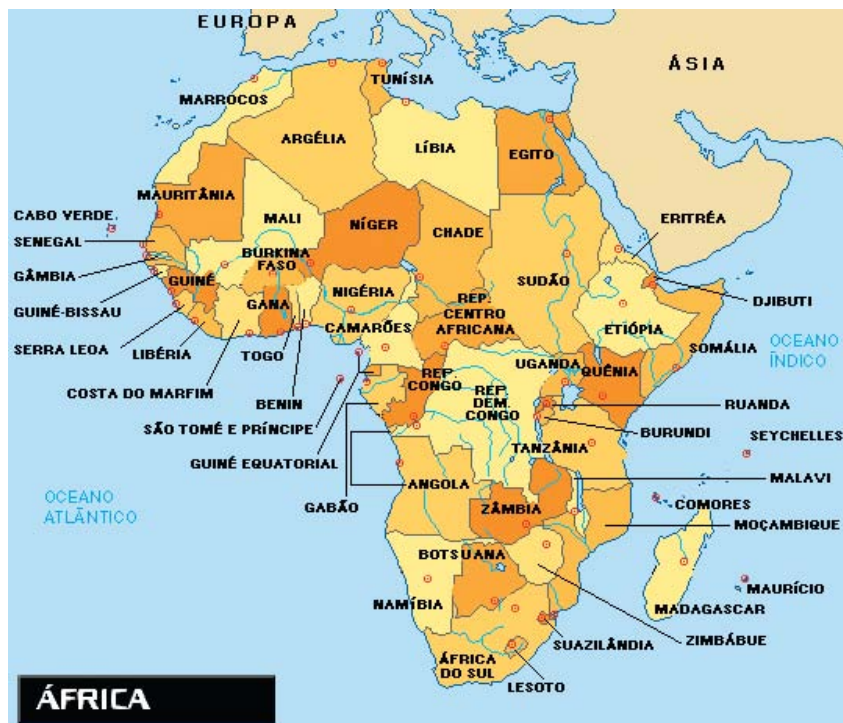 EUROPA
ÁSIA
TUNÍSIA
MARROCOS
ARGÉLIA
LÍBIA
EGITO
MAURITÂNIA
MALI
NÍGER
CHADE
SUDÃO
ERITRÉA
CABO VERDE.
SENEGAL
GÂMBIA
GUINÉ-BISSAU
SERRA LEOA
GUINÉ
BURKINA
FASO
GANA
NIGÉRIA
CAMARÕES
REP.
CENTRO
AFRICANA
ETIÓPIA
DJIBUTI
SOMÁLIA
OCEANO
ÍNDICO
LIBÉRIA
COSTA DO MARFIM
TOGO
BENIN
SÃO TOMÉ E PRÍNCIPE
GUINÉ EQUATORIAL
GABÃO
REP.
CONGO
REP.
DEM.
CONGO
UGANDA
QUÊNIA
RUANDA
BURUNDI
SEYCHELLES
TANZÂNIA
MALAVI
COMORES
MOÇAMBIQUE
OCEANO
ATLÂNTICO
ANGOLA
ZÂMBIA
BOTSUANA
NAMÍBIA
MAURÍCIO
MADAGASCAR
ZIMBÁBUE
SUAZILÂNDIA
LESOTO
ÁFRICA
DO SUL
ÁFRICA